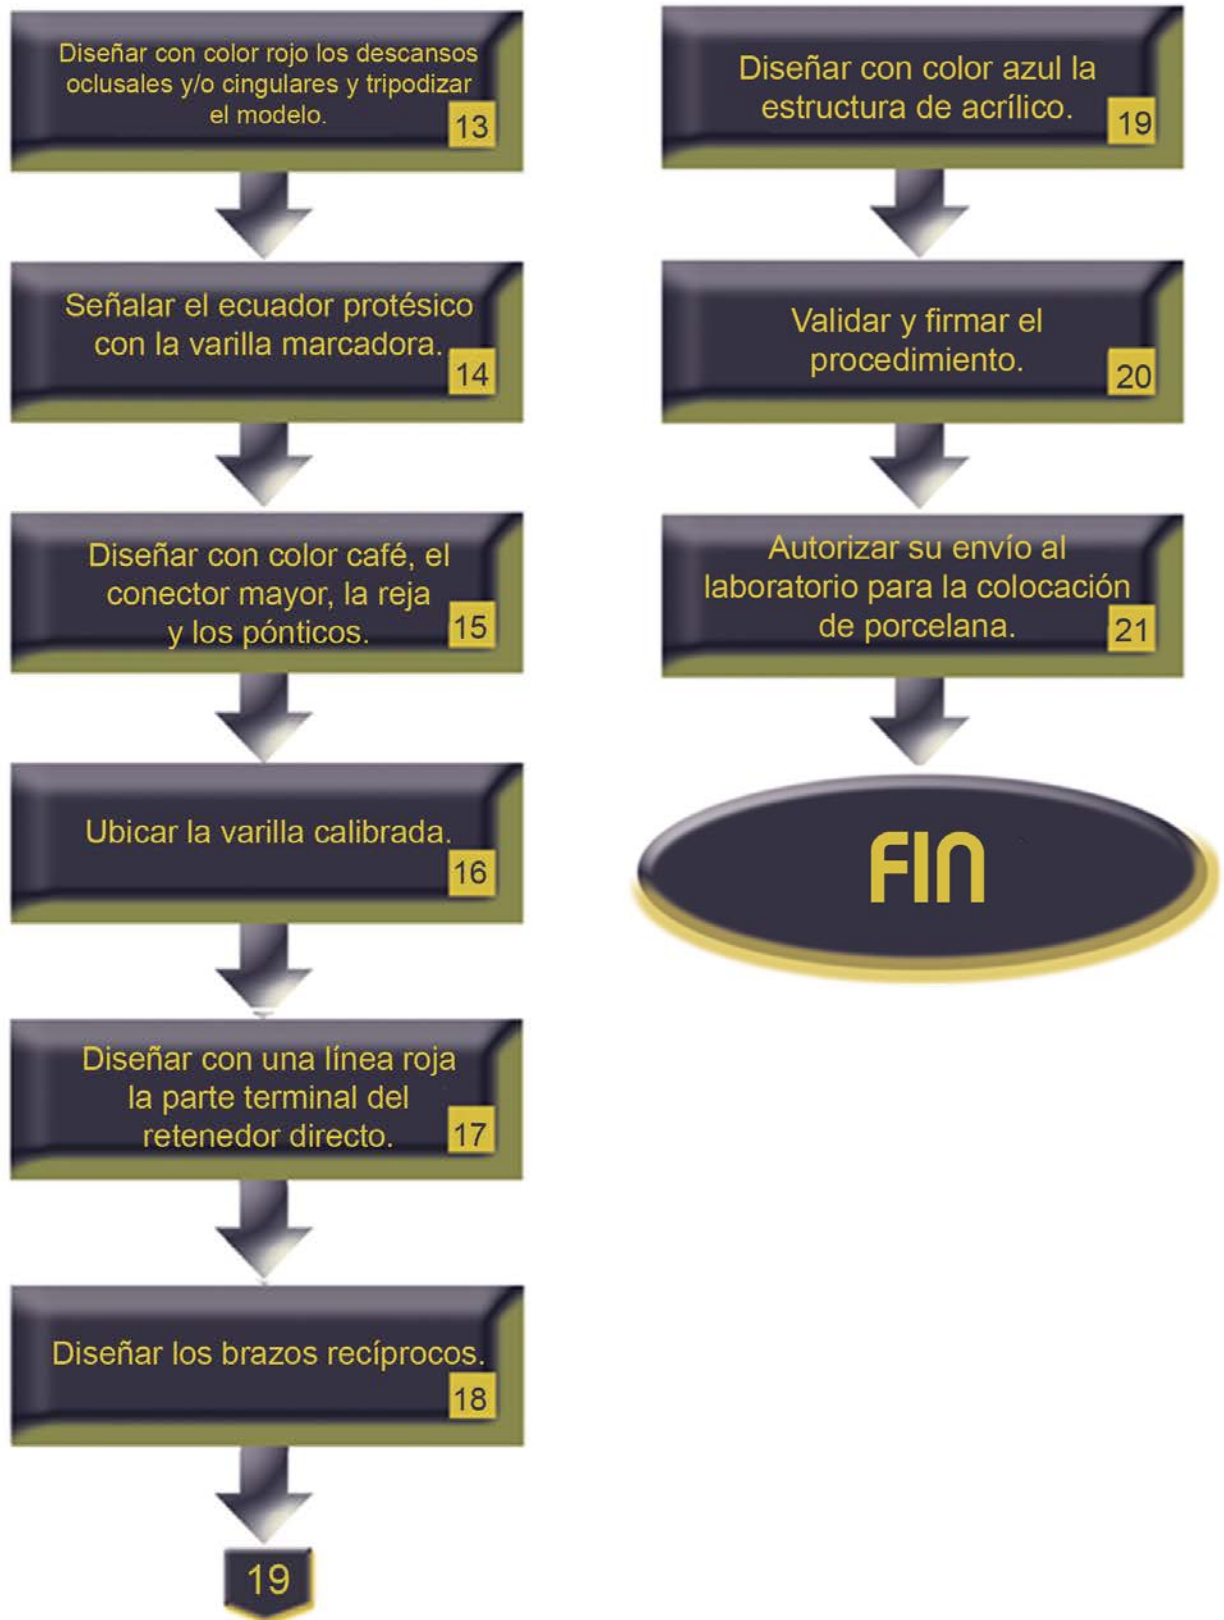 Diseñar con color rojo los descansos
oclusales y/o cingulares y tripodizar
el modelo.
13
Señalar el ecuador protésico
con la varilla marcadora.
14
Diseñar con color café, el
conector mayor, la reja
y los pónticos.
15
Ubicar la varilla calibrada.
16
Diseñar con una línea roja
la parte terminal del
retenedor directo.
17
Diseñar los brazos recíprocos.
18
19
Diseñar con color azul la
estructura de acrílico.
19
Validar y firmar el
procedimiento.
20
Autorizar su envío al
laboratorio para la colocación
de porcelana.
21
FIN